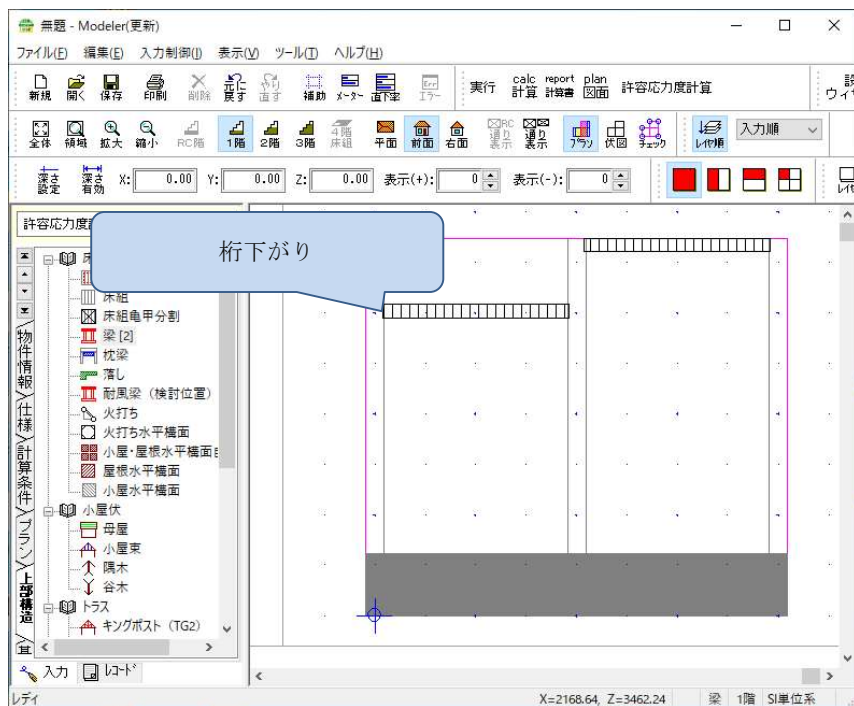 無題 - Modeler(更新)
ファイル(F) 編集(E) 入力制御(I) 表示(V) ツール(T) ヘルプ(H)
新規 開く 保存 印刷 削除 元に戻す やり直す 補助 メーター 直下率 Err エラー 実行 calc 計算 report 計算書 plan 図面 許容応力度計算
全体 領域 拡大 縮小 RC階 1階 2階 3階 4階床組 平面 前面 右面 RC通り表示 通り表示 プラン 伏図 チェック レイヤ順 入力順
深さ設定 深さ有効 X: 0.00 Y: 0.00 Z: 0.00 表示(+): 0 表示(-): 0
桁下がり
床組
床組亀甲分割
梁 [2]
枕梁
落し
耐風梁（検討位置）
火打ち
火打ち水平構面
小屋・屋根水平構面
屋根水平構面
小屋水平構面
小屋伏
母屋
小屋束
隅木
谷木
トラス
キングポスト（TG2）
物件情報
仕様
計算条件
プラン
上部構造
入力 レコード
レディ X=2168.64, Z=3462.24 梁 1階 SI単位系